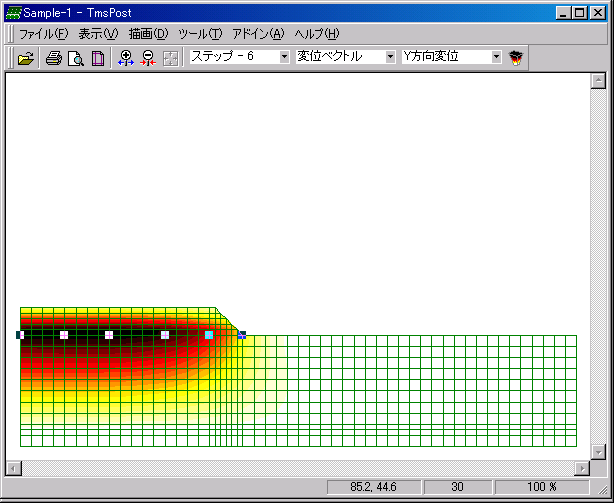 Sample-1 - TmsPost
ファイル(F) 表示(V) 描画(D) ツール(T) アドイン(A) ヘルプ(H)
ステップ - 6 変位ベクトル Y方向変位
85.2, 44.6 30 100 %